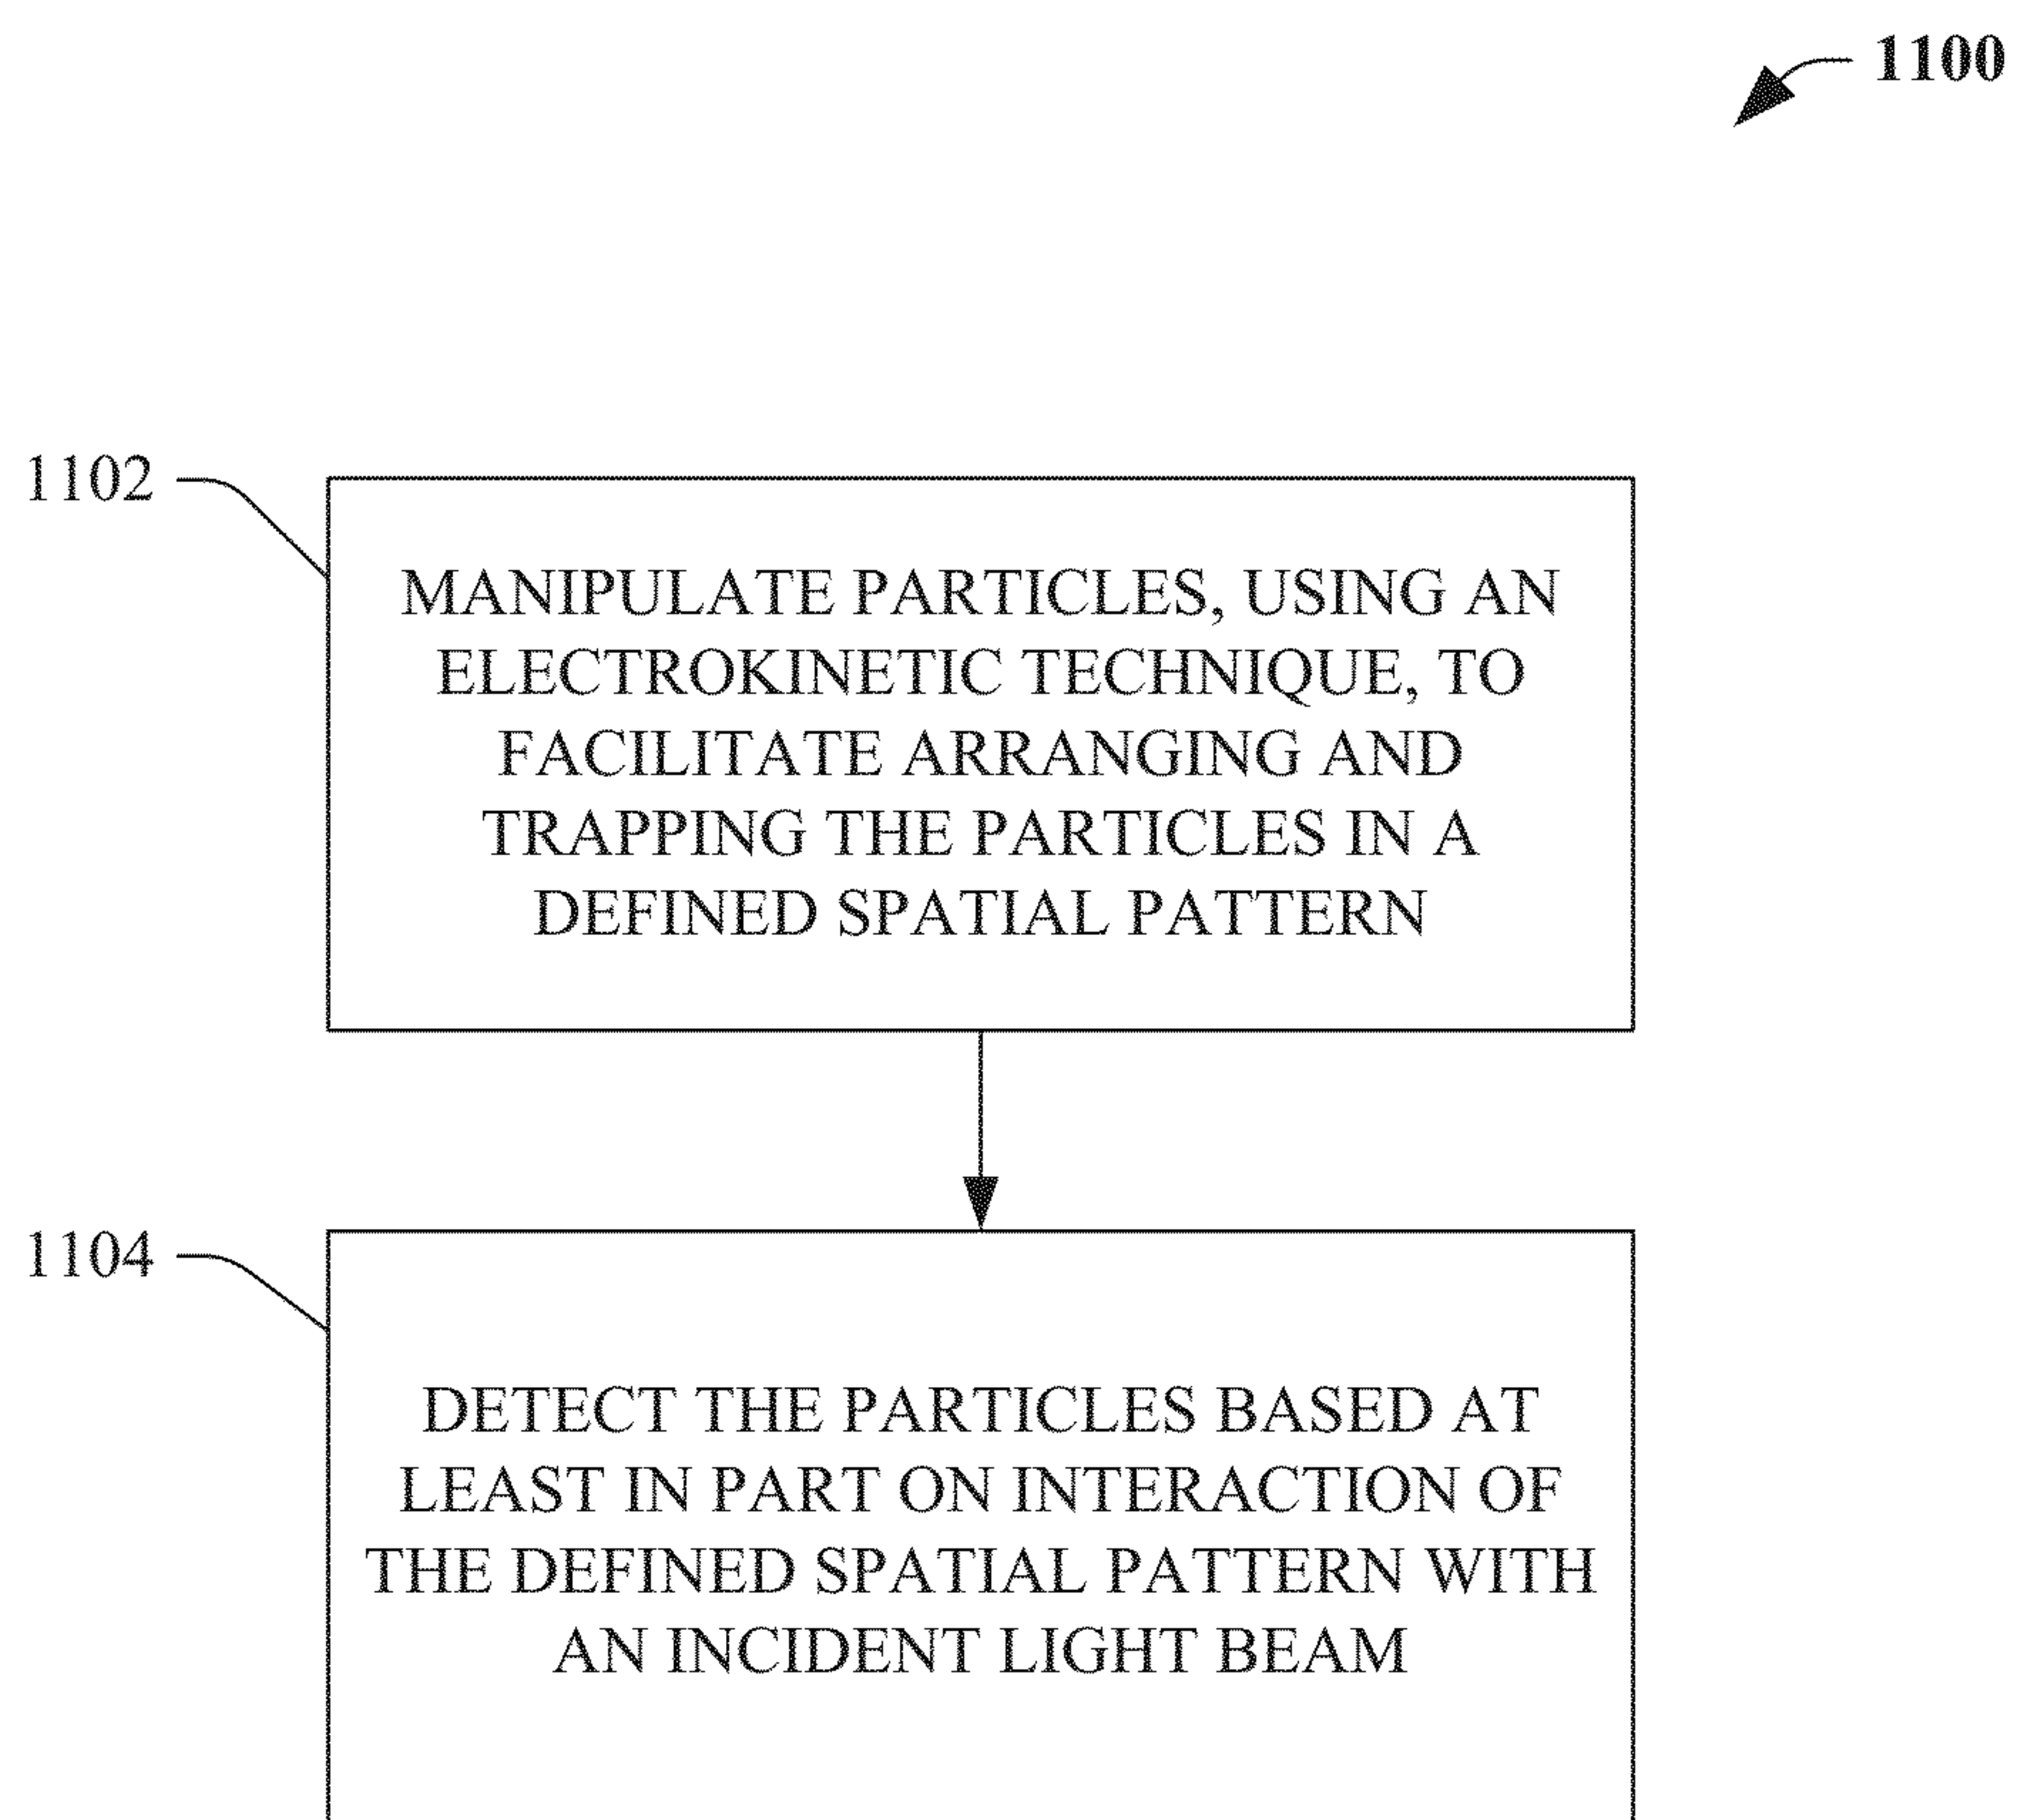 1100
1102
MANIPULATE PARTICLES, USING AN
ELECTROKINETIC TECHNIQUE, TO
FACILITATE ARRANGING AND
TRAPPING THE PARTICLES IN A
DEFINED SPATIAL PATTERN
1104
DETECT THE PARTICLES BASED AT
LEAST IN PART ON INTERACTION OF
THE DEFINED SPATIAL PATTERN WITH
AN INCIDENT LIGHT BEAM